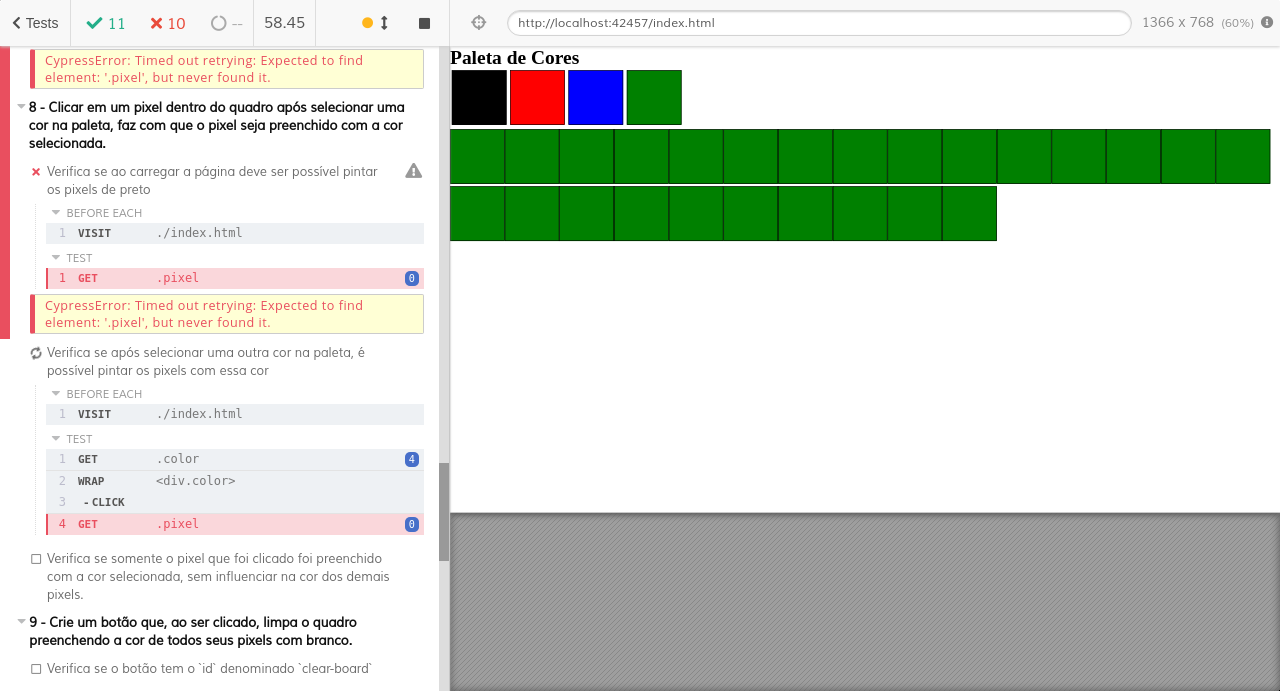 Tests
11
10
--
58.45
http://localhost:42457/index.html
1366 x 768 (60%)
CypressError: Timed out retrying: Expected to find
element: '.pixel', but never found it.
8 - Clicar em um pixel dentro do quadro após selecionar uma
cor na paleta, faz com que o pixel seja preenchido com a cor
selecionada.
Verifica se ao carregar a página deve ser possível pintar
os pixels de preto
BEFORE EACH
1 VISIT ./index.html
TEST
1 GET .pixel 0
CypressError: Timed out retrying: Expected to find
element: '.pixel', but never found it.
Verifica se após selecionar uma outra cor na paleta, é
possível pintar os pixels com essa cor
BEFORE EACH
1 VISIT ./index.html
TEST
1 GET .color 4
2 WRAP <div.color>
3 -CLICK
4 GET .pixel 0
Verifica se somente o pixel que foi clicado foi preenchido
com a cor selecionada, sem influenciar na cor dos demais
pixels.
9 - Crie um botão que, ao ser clicado, limpa o quadro
preenchendo a cor de todos seus pixels com branco.
Verifica se o botão tem o `id` denominado `clear-board`
Paleta de Cores